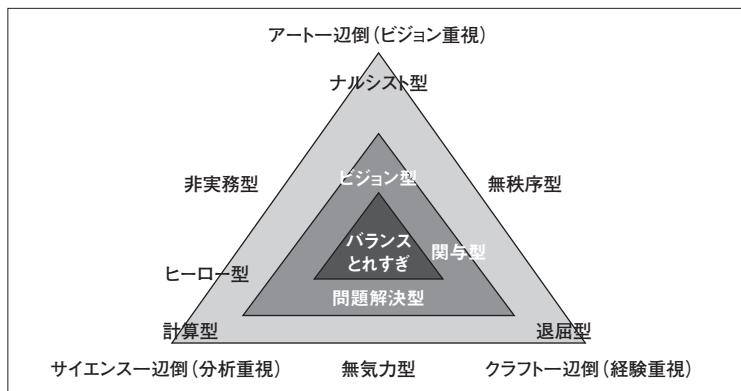 アート一辺倒（ビジョン重視）
ナルシスト型
ビジョン型
非実務型
無秩序型
バランス
とれすぎ
関与型
ヒーロー型
問題解決型
計算型
退屈型
サイエンス一辺倒（分析重視）
無気力型
クラフト一辺倒（経験重視）